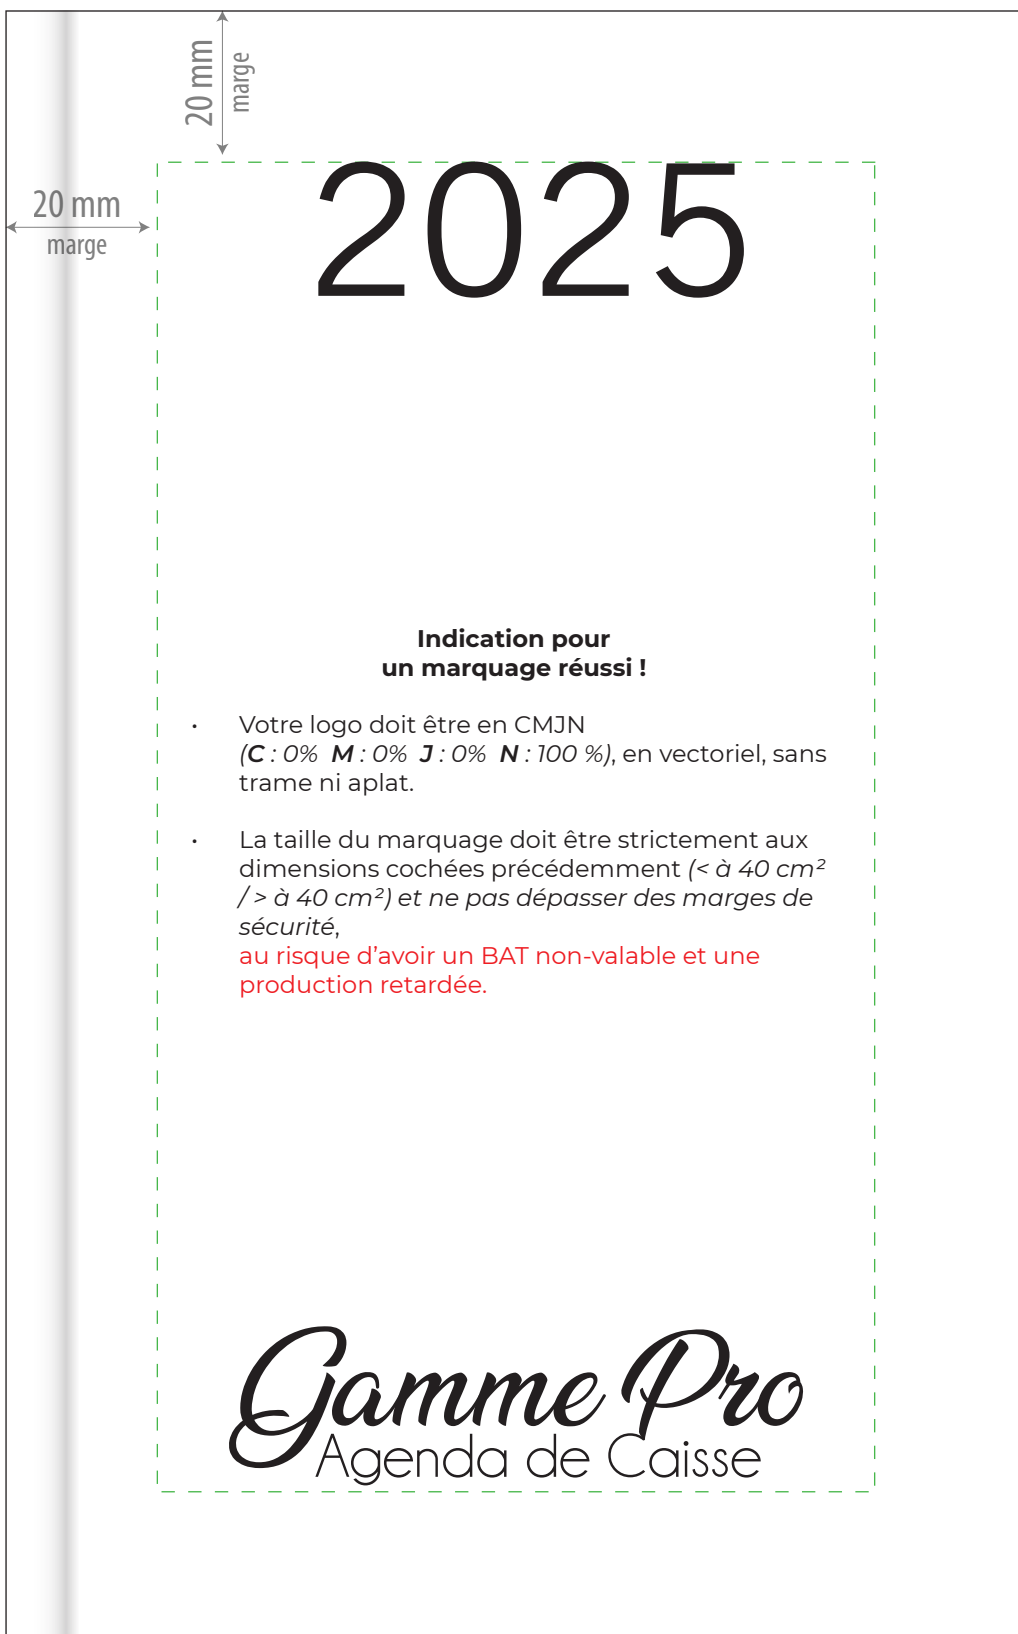 20 mm
marge
20 mm
marge
2025
Indication pour
un marquage réussi !
• Votre logo doit être en CMJN
(C : 0% M : 0% J : 0% N : 100 %), en vectoriel, sans
trame ni aplat.
• La taille du marquage doit être strictement aux
dimensions cochées précédemment (< à 40 cm²
/ > à 40 cm²) et ne pas dépasser des marges de
sécurité,
au risque d’avoir un BAT non-valable et une
production retardée.
Gamme Pro
Agenda de Caisse